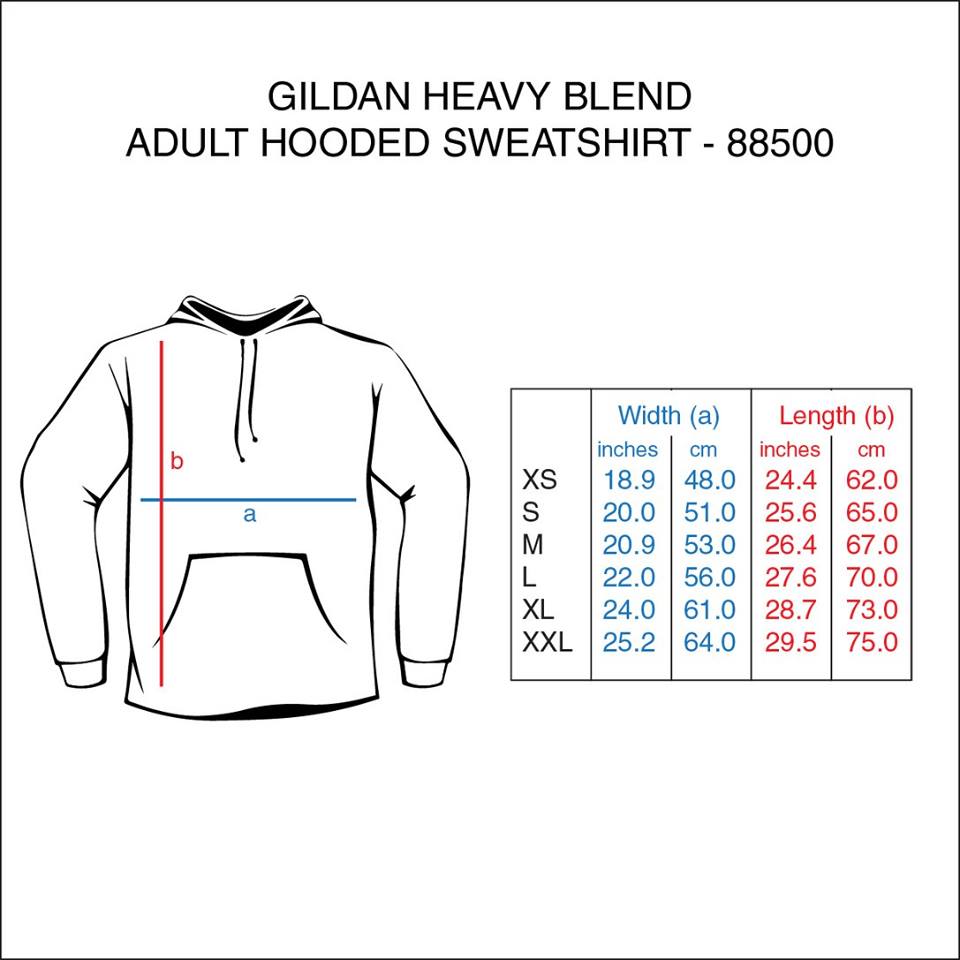 GILDAN HEAVY BLEND
ADULT HOODED SWEATSHIRT - 88500
b
a
Width (a) Length (b)
inches cm inches cm
XS 18.9 48.0 24.4 62.0
S 20.0 51.0 25.6 65.0
M 20.9 53.0 26.4 67.0
L 22.0 56.0 27.6 70.0
XL 24.0 61.0 28.7 73.0
XXL 25.2 64.0 29.5 75.0